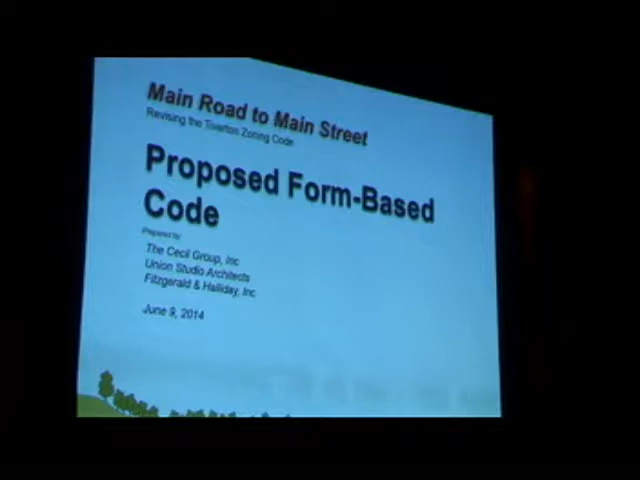 Main Road to Main Street
Revising the Tiverton Zoning Code
Proposed Form-Based
Code
Prepared by:
The Cecil Group, Inc
Union Studio Architects
Fitzgerald & Halliday, Inc
June 9, 2014